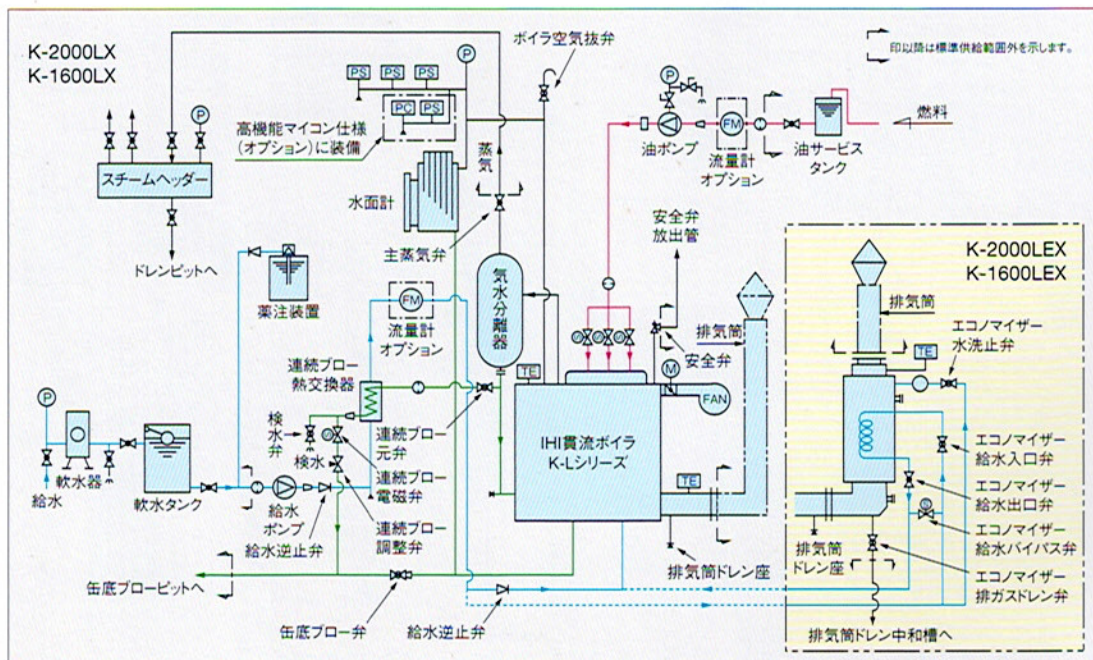 K-2000LX
K-1600LX
P
PS
PS
PS
PC
PS
高機能マイコン仕様
(オプション)に装備
ボイラ空気抜弁
印以降は標準供給範囲外を示します。
P
燃料
油ポンプ
FM
流量計
オプション
油サービス
タンク
P
スチームヘッダー
ドレンピットへ
蒸気
水面計
主蒸気弁
安全弁
放出管
K-2000LEX
K-1600LEX
排気筒
エコノマイザー
水洗止弁
TE
薬注装置
FM
流量計
オプション
気水分離器
S
S
S
安全弁
M
FAN
排気筒
連続ブロー
熱交換器
TE
IHI貫流ボイラ
K-Lシリーズ
連続ブロー
元弁
P
給水
軟水器
軟水タンク
検水弁
検水
S
連続ブロー
電磁弁
給水
ポンプ
給水逆止弁
連続ブロー
調整弁
TE
排気筒ドレン座
缶底ブローピットへ
缶底ブロー弁
給水逆止弁
エコノマイザー
給水入口弁
エコノマイザー
給水出口弁
S
エコノマイザー
給水バイパス弁
エコノマイザー
排ガスドレン弁
排気筒
ドレン座
排気筒ドレン中和槽へ